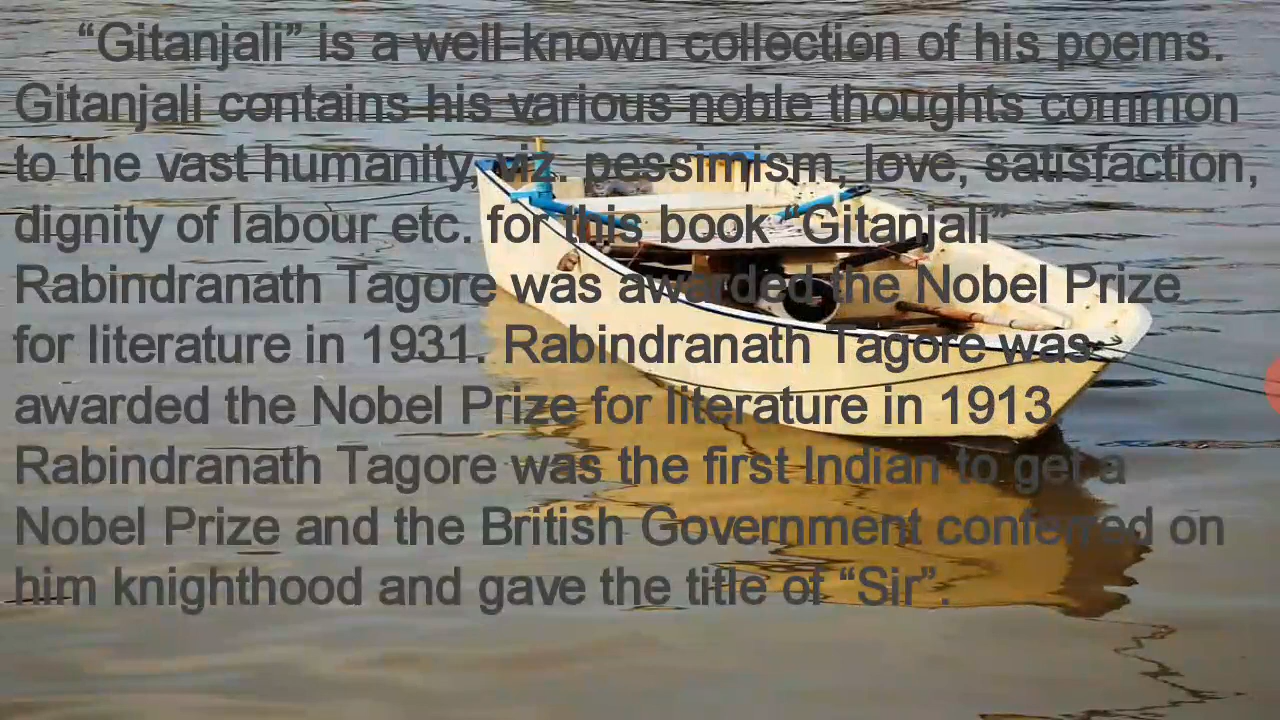 “Gitanjali” is a well-known collection of his poems.
Gitanjali contains his various noble thoughts common
to the vast humanity, viz. pessimism, love, satisfaction,
dignity of labour etc. for this book “Gitanjali”
Rabindranath Tagore was awarded the Nobel Prize
for literature in 1931. Rabindranath Tagore was
awarded the Nobel Prize for literature in 1913.
Rabindranath Tagore was the first Indian to get a
Nobel Prize and the British Government conferred on
him knighthood and gave the title of “Sir”.